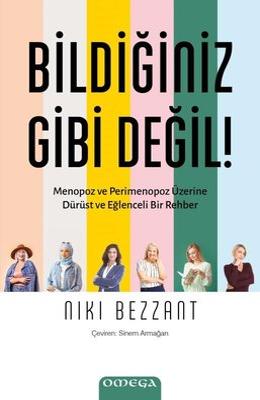 BİLDİĞİNİZ
GİBİ DEĞİL!
Menopoz ve Perimenopoz Üzerine
Dürüst ve Eğlenceli Bir Rehber
NIKI BEZZANT
Çeviren: Sinem Armağan
OMEGA